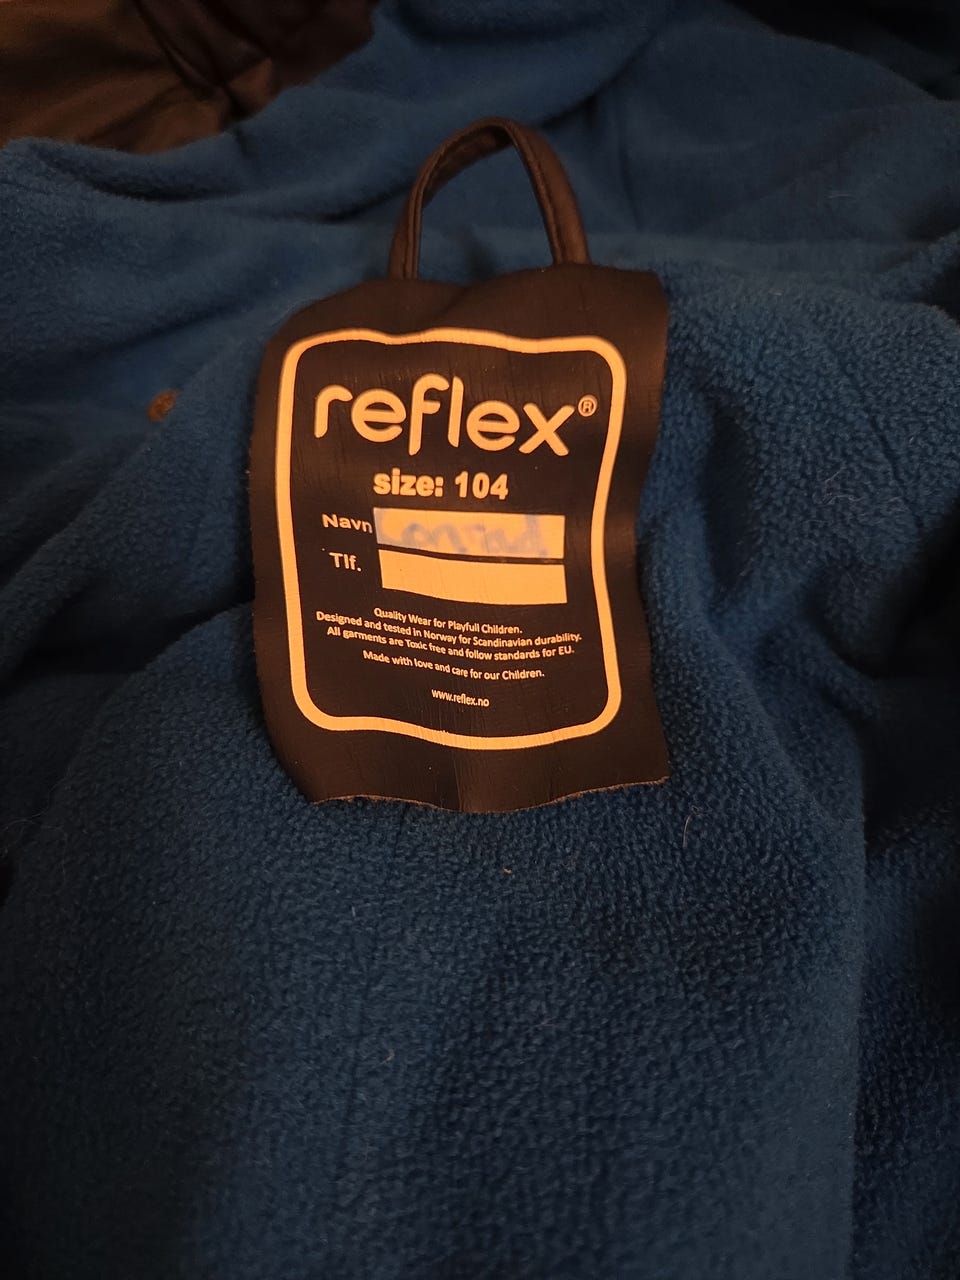 reflex®
size: 104
Navn Conrad
Tlf.
Quality Wear for Playfull Children.
Designed and tested in Norway for Scandinavian durability.
All garments are Toxic free and follow standards for EU.
Made with love and care for our Children.
www.reflex.no